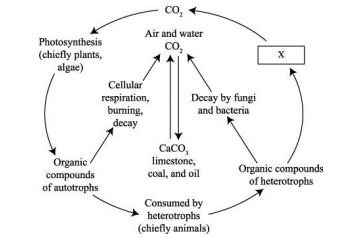 CO2
Photosynthesis
(chiefly plants,
algae)
Air and water
CO2
X
Cellular
respiration,
burning,
decay
Decay by fungi
and bacteria
CaCO3
limestone,
coal, and oil
Organic
compounds
of autotrophs
Organic compounds
of heterotrophs
Consumed by
heterotrophs
(chiefly animals)